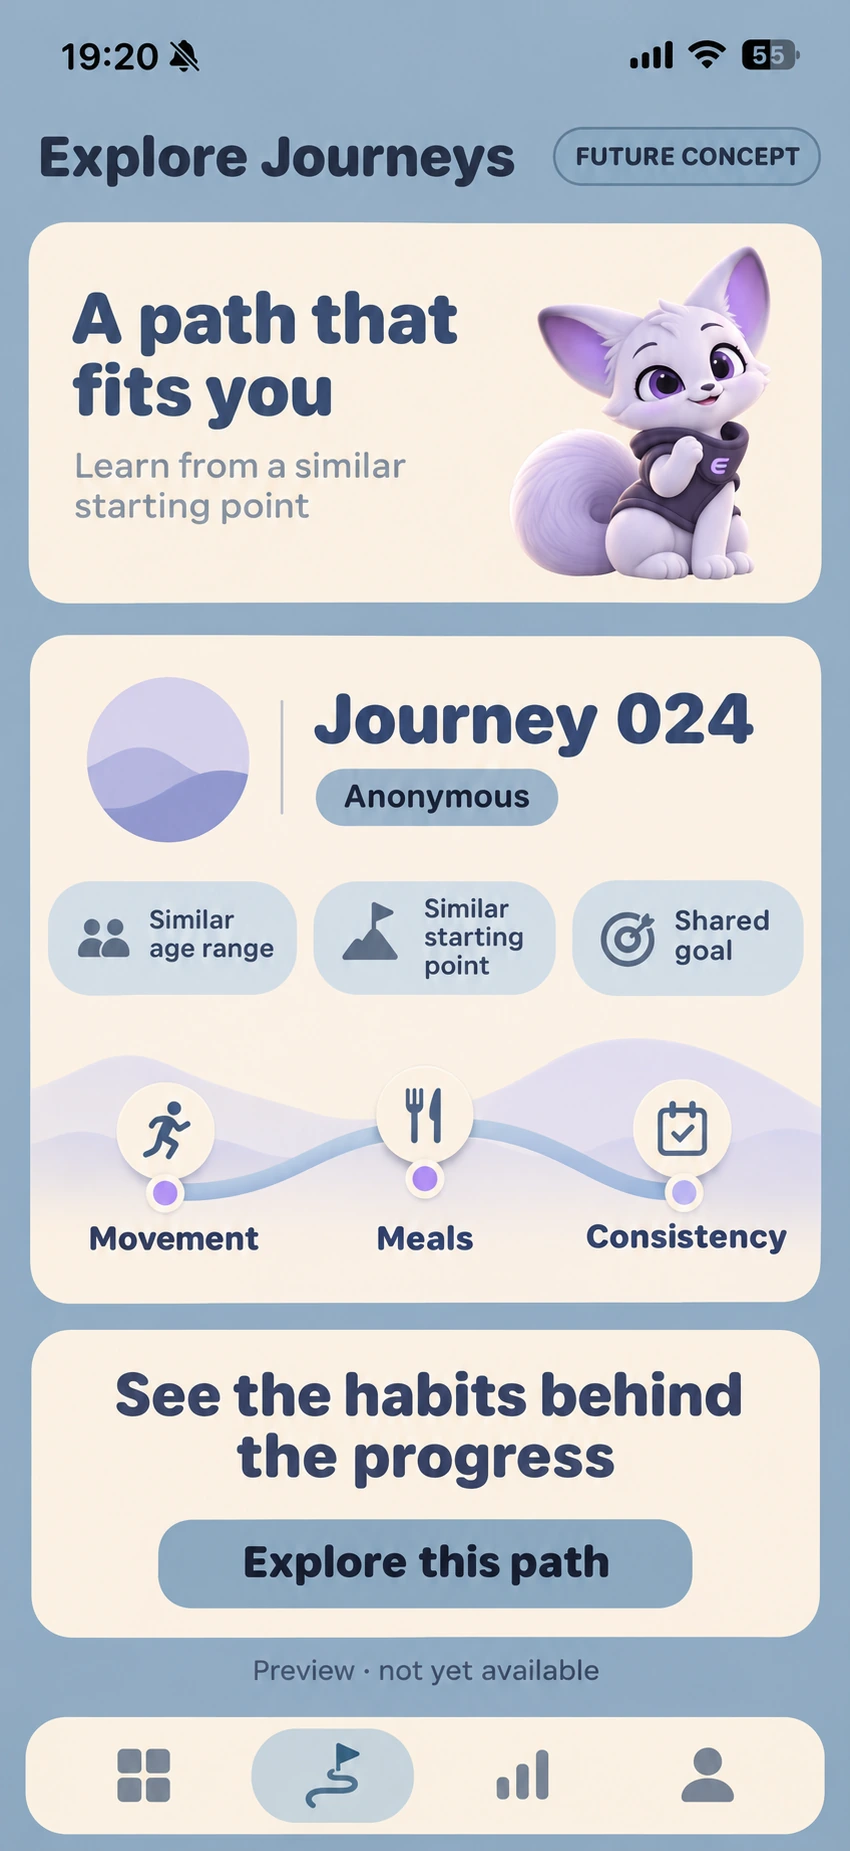 19:20
55
Explore Journeys
FUTURE CONCEPT
A path that
fits you
Learn from a similar
starting point
E
Journey 024
Anonymous
Similar
age range
Similar
starting
point
Shared
goal
Movement
Meals
Consistency
See the habits behind
the progress
Explore this path
Preview · not yet available